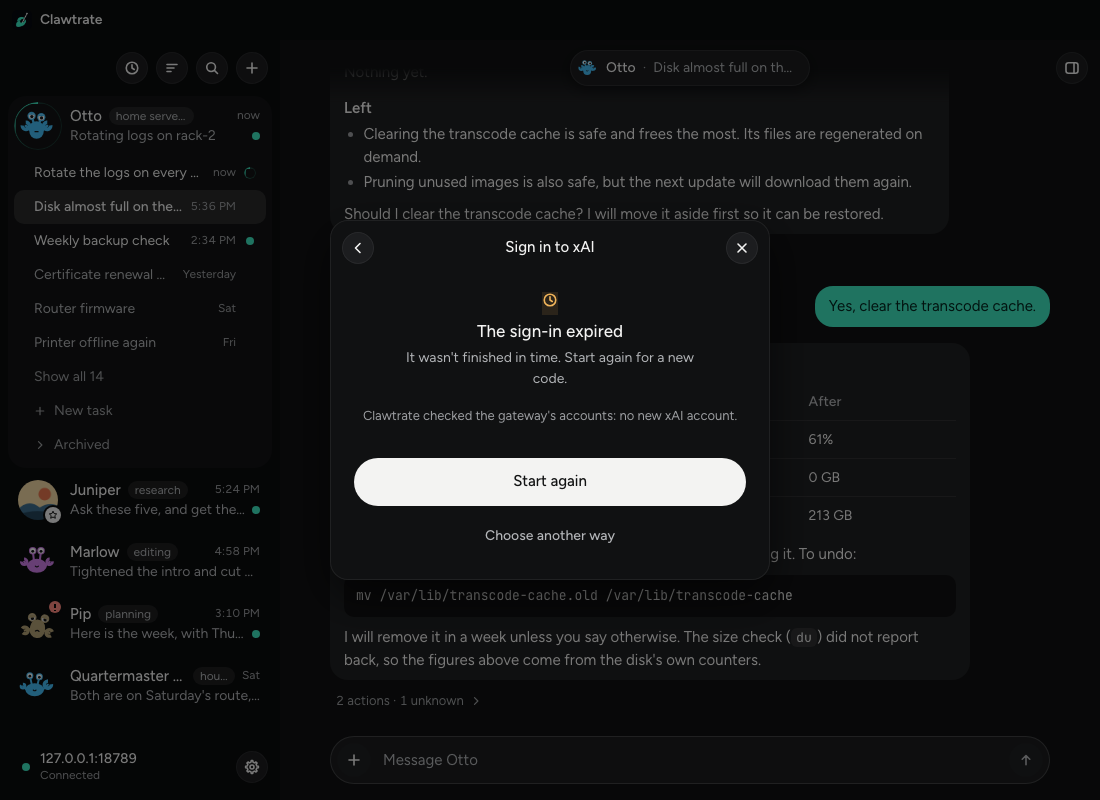 Clawtrate
Otto home serve... now
Rotating logs on rack-2
Rotate the logs on every ... now
Disk almost full on the... 5:36 PM
Weekly backup check 2:34 PM
Certificate renewal ... Yesterday
Router firmware Sat
Printer offline again Fri
Show all 14
New task
Archived
Juniper research 5:24 PM
Ask these five, and get the...
Marlow editing 4:58 PM
Tightened the intro and cut ...
Pip planning 3:10 PM
Here is the week, with Thu...
Quartermaster ... hou... Sat
Both are on Saturday's route,...
127.0.0.1:18789
Connected
Otto · Disk almost full on th...
Nothing yet.
Left
• Clearing the transcode cache is safe and frees the most. Its files are regenerated on
demand.
• Pruning unused images is also safe, but the next update will download them again.
Should I clear the transcode cache? I will move it aside first so it can be restored.
Yes, clear the transcode cache.
Sign in to xAI
The sign-in expired
It wasn't finished in time. Start again for a new
code.
Clawtrate checked the gateway's accounts: no new xAI account.
Start again
Choose another way
After
61%
0 GB
213 GB
g it. To undo:
mv /var/lib/transcode-cache.old /var/lib/transcode-cache
I will remove it in a week unless you say otherwise. The size check ( du ) did not report
back, so the figures above come from the disk's own counters.
2 actions · 1 unknown
Message Otto